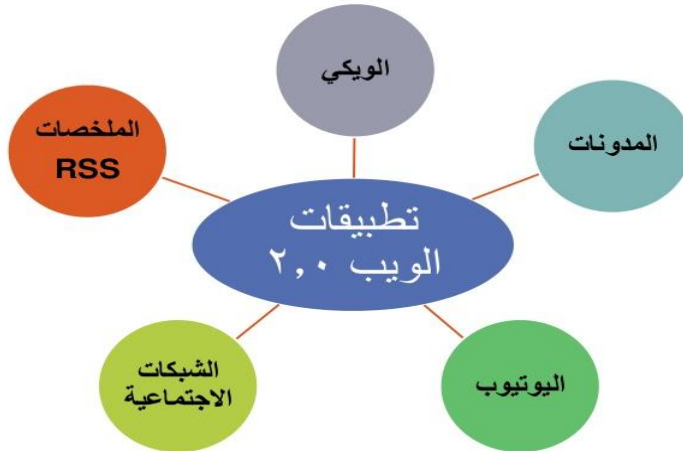 الويكي
المدونات
الملخصات
RSS
تطبيقات
الويب ٢,٠
الشبكات
الاجتماعية
اليوتيوب